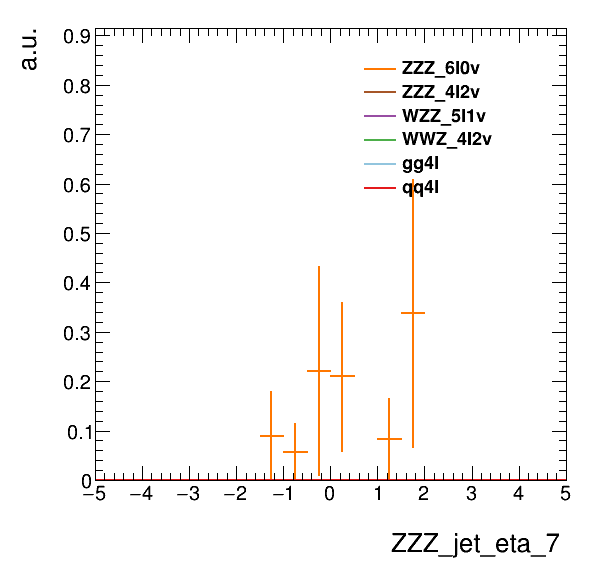 a.u.
0.9
0.8
0.7
0.6
0.5
0.4
0.3
0.2
0.1
0
ZZZ_6l0v
ZZZ_4l2v
WZZ_5l1v
WWZ_4l2v
gg4l
qq4l
−5 −4 −3 −2 −1 0 1 2 3 4 5
ZZZ_jet_eta_7